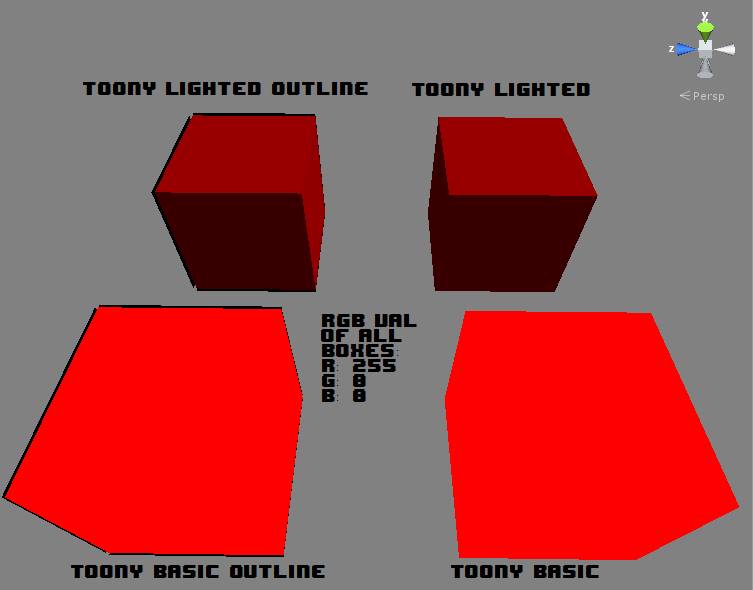 y
z
Persp
TOONY LIGHTED OUTLINE
TOONY LIGHTED
RGB VAL
OF ALL
BOXES:
R: 255
G: 0
B: 0
TOONY BASIC OUTLINE
TOONY BASIC